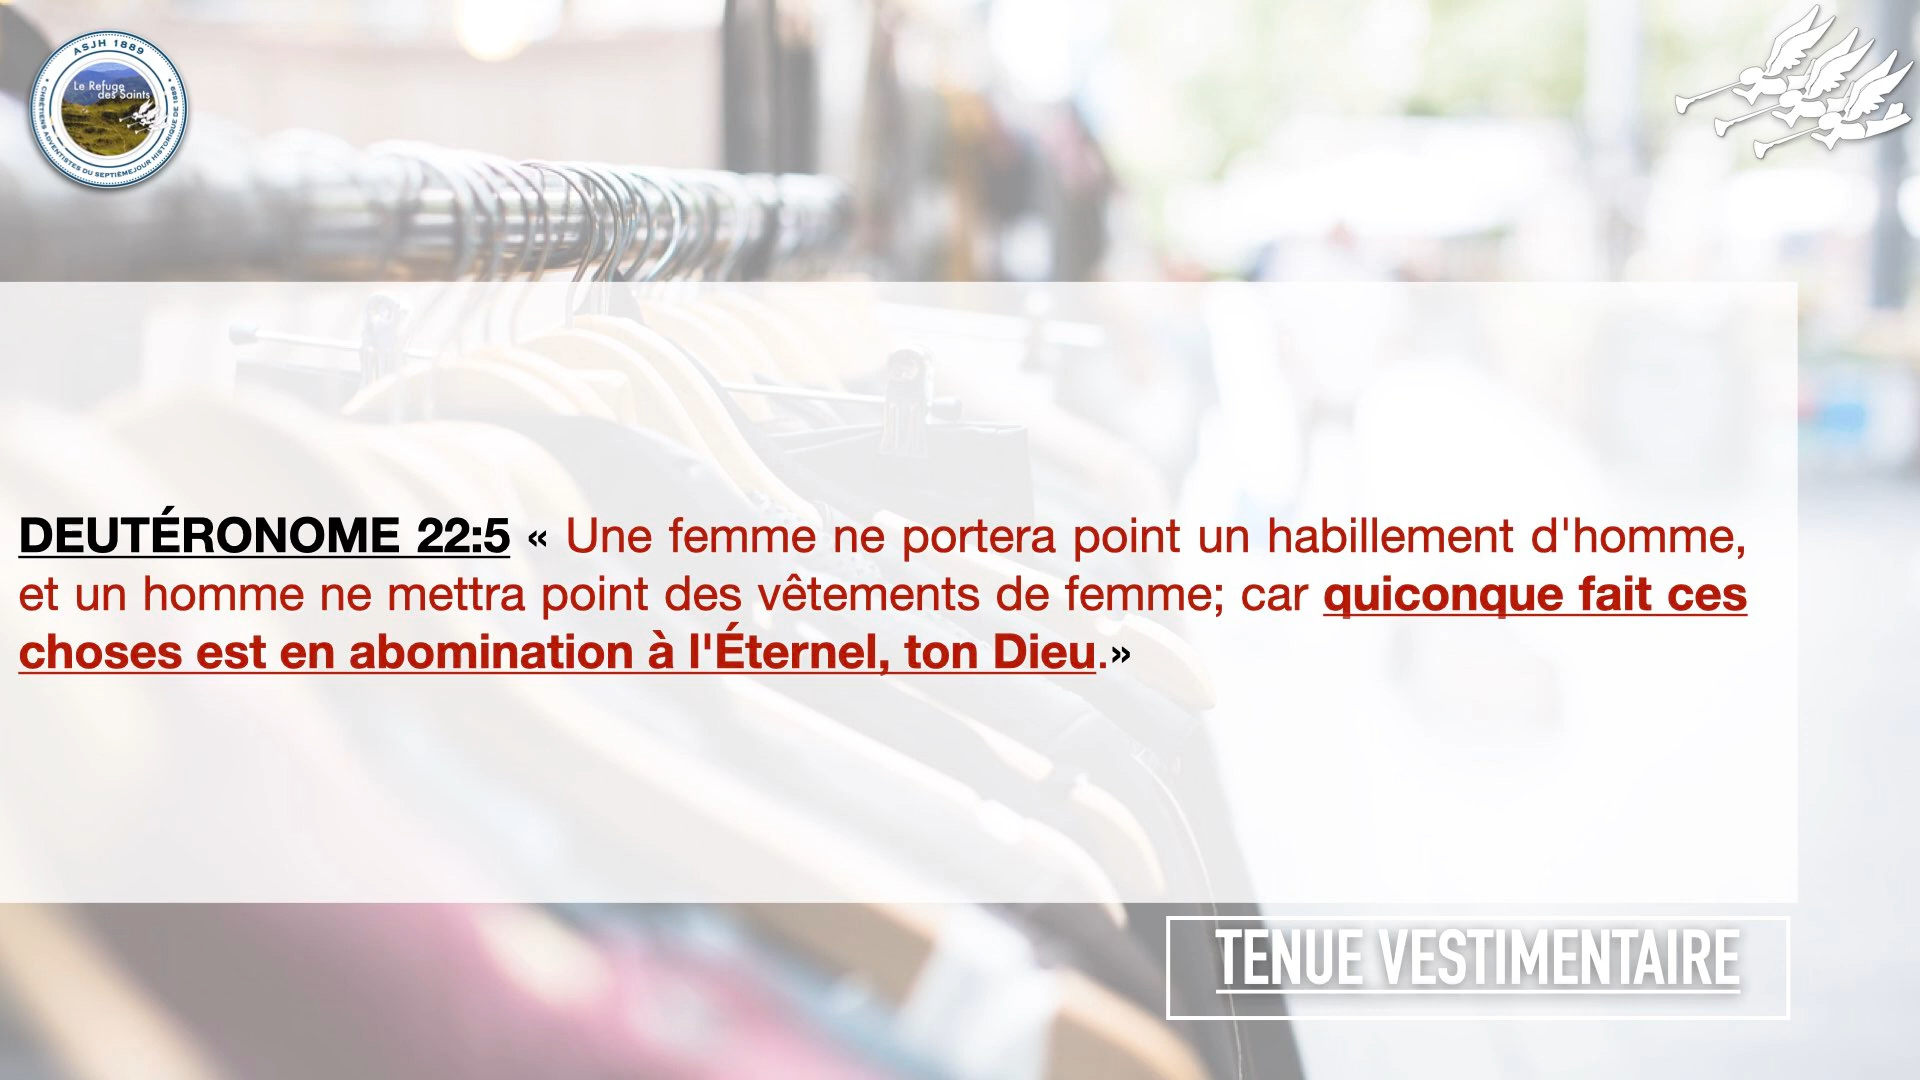 ASJH 1889
Le Refuge
des Saints
CHRÉTIENS ADVENTISTES DU SEPTIÈME JOUR HISTORIQUE DE 1889
DEUTÉRONOME 22:5 « Une femme ne portera point un habillement d'homme,
et un homme ne mettra point des vêtements de femme; car quiconque fait ces
choses est en abomination à l'Éternel, ton Dieu.»
TENUE VESTIMENTAIRE